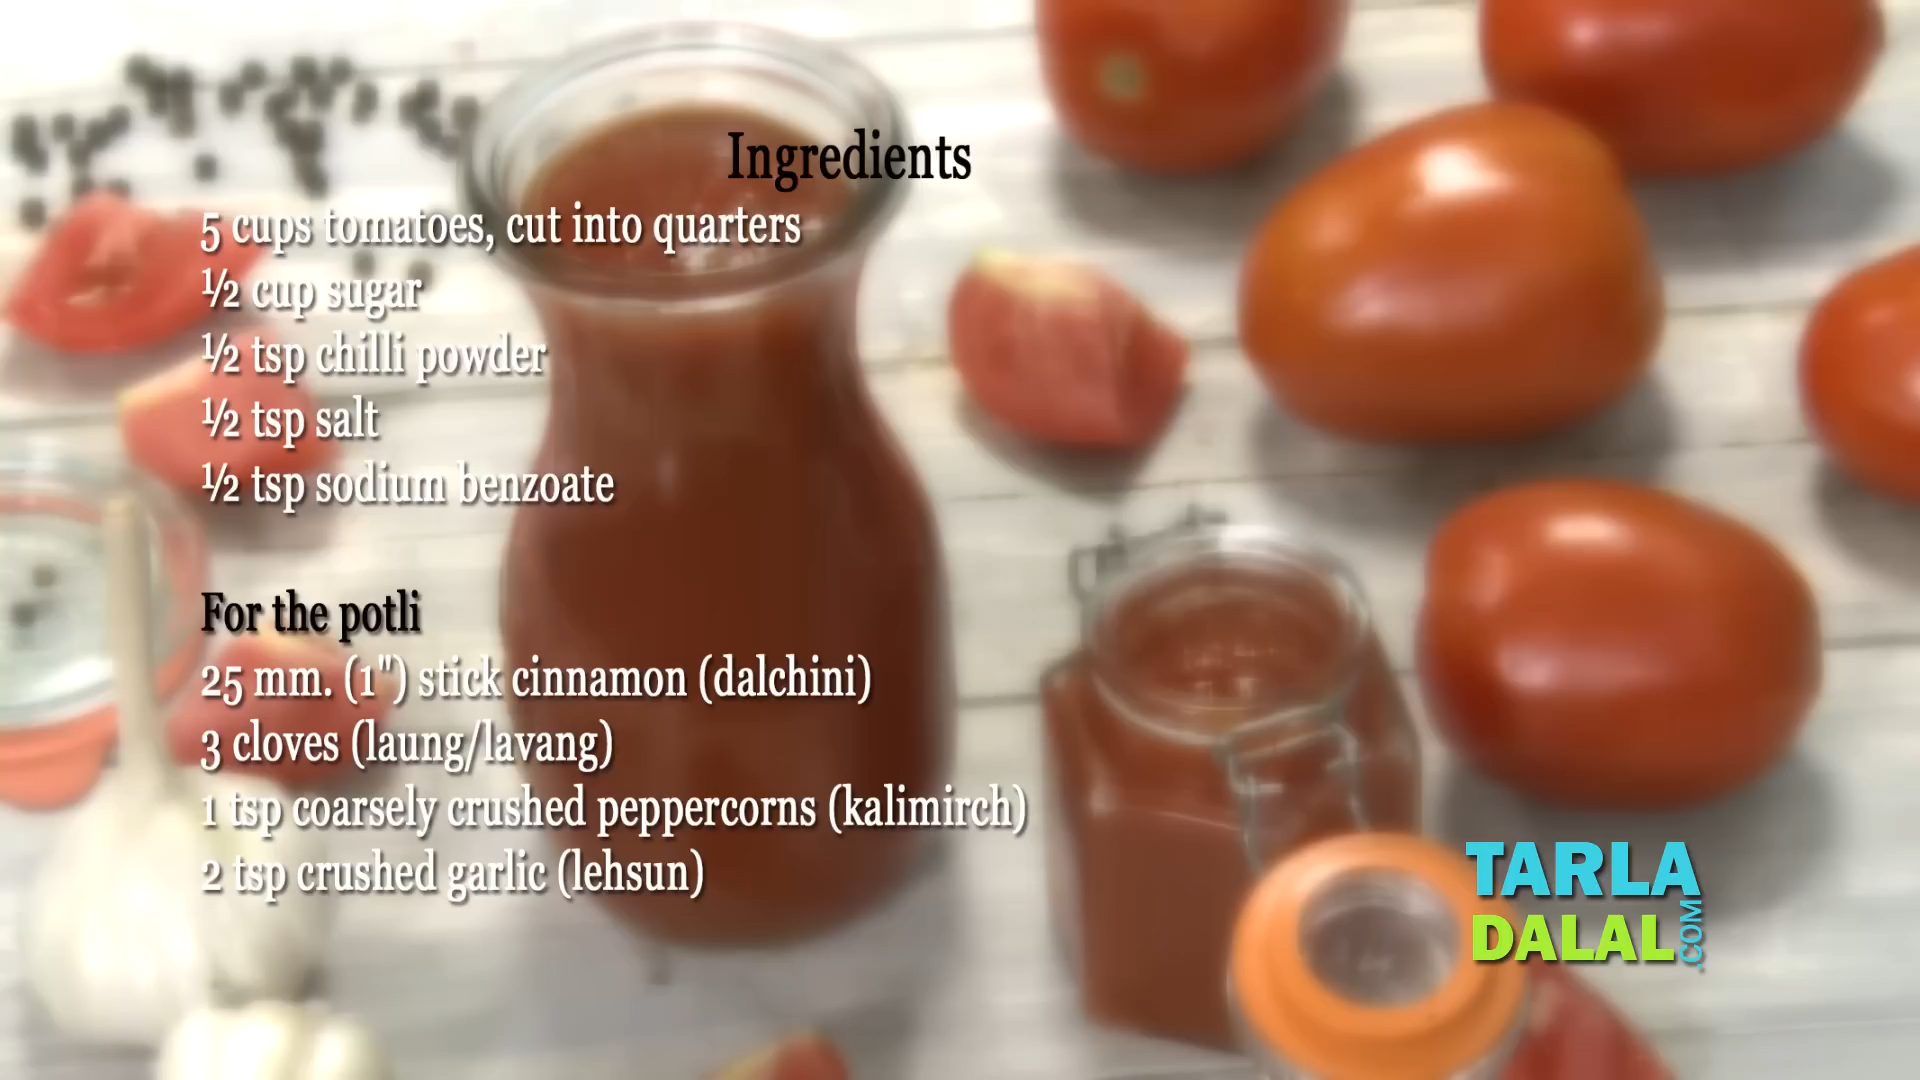 Ingredients
5 cups tomatoes, cut into quarters
½ cup sugar
½ tsp chilli powder
½ tsp salt
½ tsp sodium benzoate
For the potli
25 mm. (1") stick cinnamon (dalchini)
3 cloves (laung/lavang)
1 tsp coarsely crushed peppercorns (kalimirch)
2 tsp crushed garlic (lehsun)
TARLA
DALAL
.COM